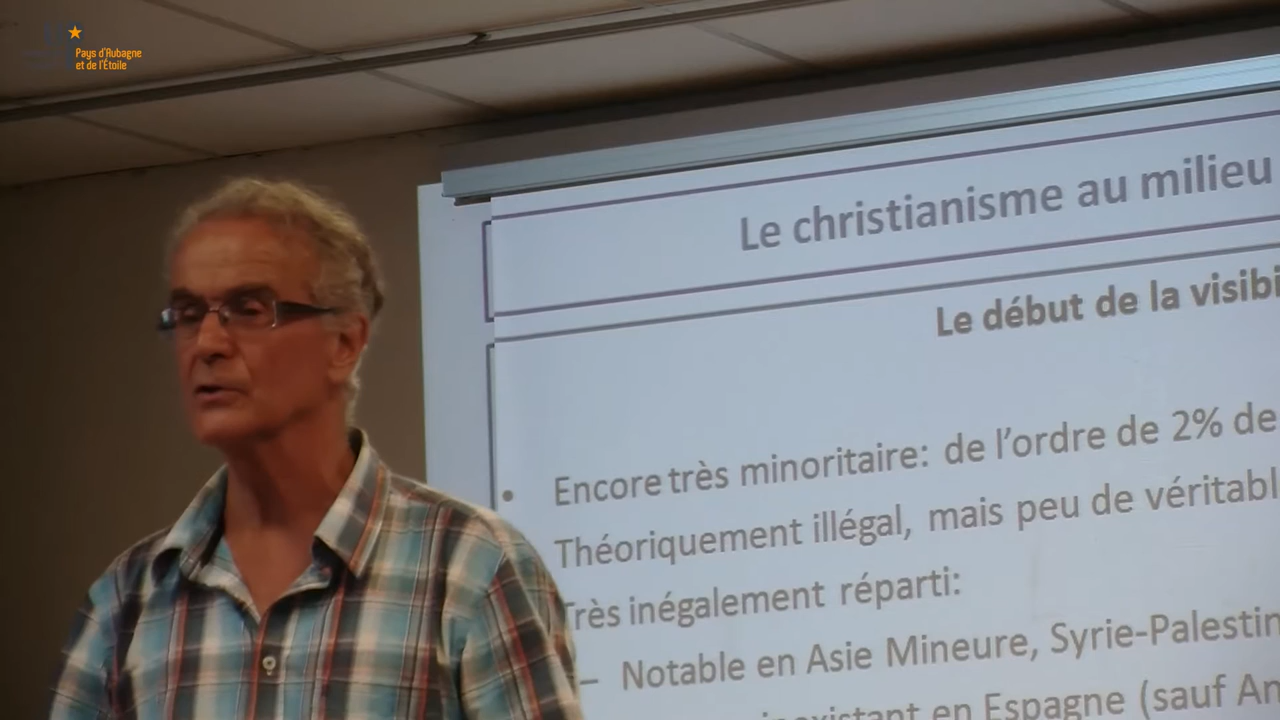 Pays d'Aubagne
et de l'Étoile
Le christianisme au milieu
Le début de la visibi
• Encore très minoritaire: de l'ordre de 2% de
Théoriquement illégal, mais peu de véritabl
Très inégalement réparti:
– Notable en Asie Mineure, Syrie-Palestin
inexistant en Espagne (sauf An